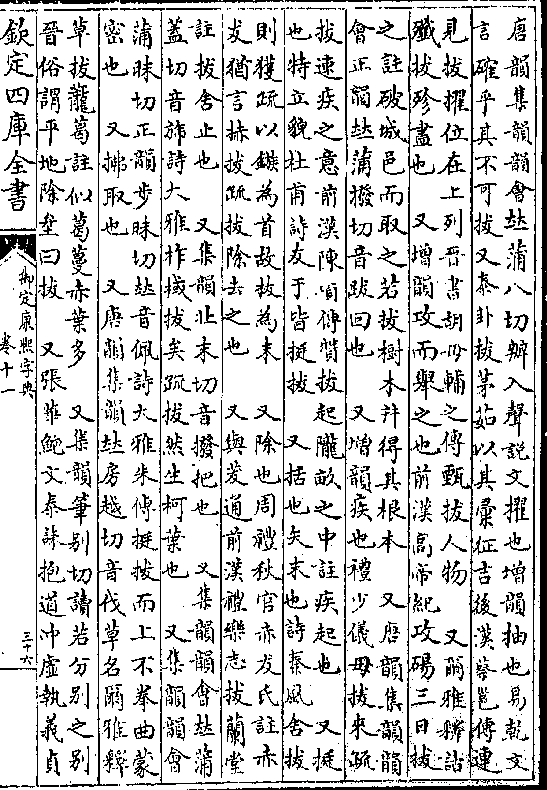 唐韻集韻韻會𠀤蒲八切辦入聲說文擢也增韻抽也易乾文
言確乎其不可拔又泰卦拔茅茹以其彙征吉後漢蔡邕傳連
見拔擢位在上列晉書胡毋輔之傳甄拔人物　又爾雅釋詁
殲拔殄盡也　又增韻攻而舉之也前漢高帝紀攻碭三日拔
之註破城邑而取之若拔樹木幷得其根本　又唐韻集韻韻
會正韻𠀤蒲撥切音跋回也　又增韻疾也禮少儀毋拔來疏
拔速疾之意前漢陳項傳贊拔起隴畝之中註疾起也　又挺
也特立貌杜甫詩友于皆挺拔　又括也矢末也詩秦風舍拔
則獲疏以鏃為首故拔為末　又除也周禮秋官赤犮氏註赤
犮猶言捇拔疏拔除去之也　又與茇通前漢禮樂志拔蘭堂
註拔舍止也　又集韻北末切音撥把也　又集韻韻會𠀤蒲
蓋切音旆詩大雅柞棫拔矣疏拔然生柯葉也　又集韻韻會
蒲昧切正韻步昧切𠀤音佩詩大雅朱傳挺拔而上不拳曲蒙
密也　又拂取也　又唐韻集韻𠀤房越切音伐草名爾雅釋
草拔蘢葛註似葛蔓赤葉多　又集韻筆别切讀若分别之别
晉俗謂平地除壘曰拔　又張華鮑文泰誄抱道冲虛執義貞
欽定四庫全書
御定康熙字典
卷十一
三十六